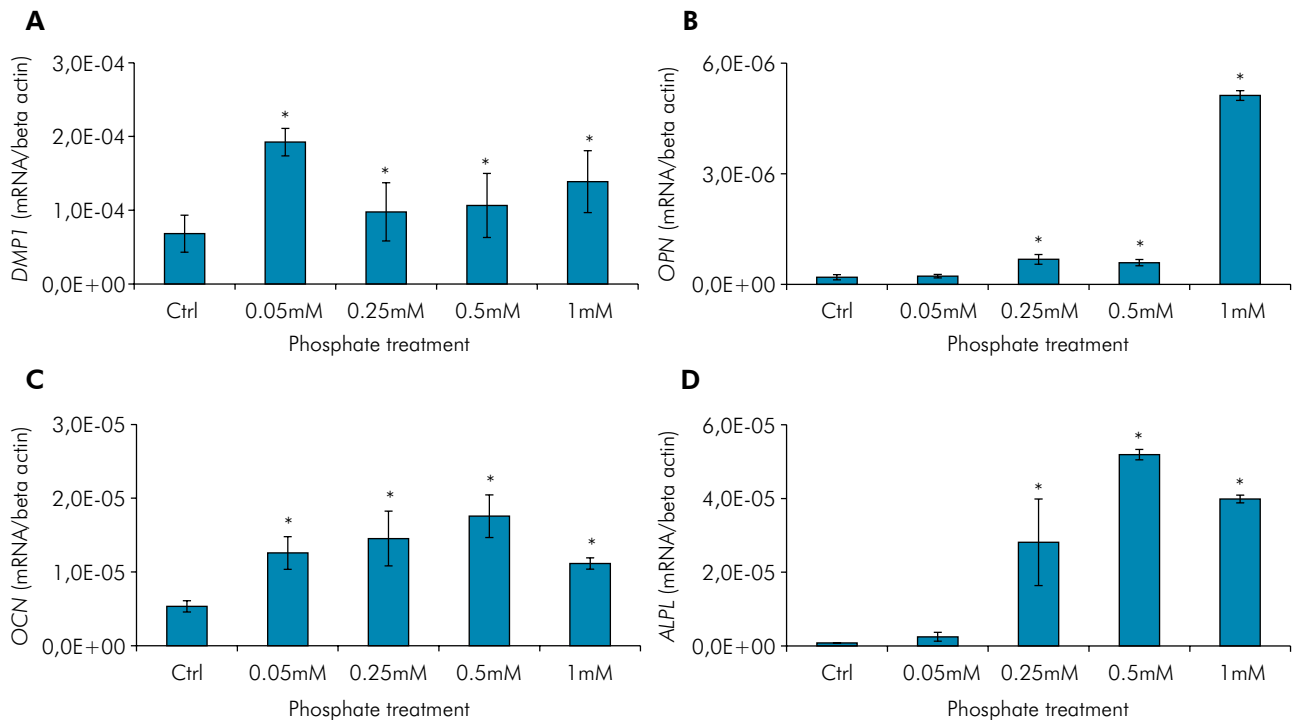 A
3,0E-04
2,0E-04
1,0E-04
0,0E+00
DMP1 (mRNA/beta actin)
*
*
*
*
Ctrl 0.05mM 0.25mM 0.5mM 1mM
Phosphate treatment
B
6,0E-06
3,0E-06
0,0E+00
OPN (mRNA/beta actin)
*
*
*
Ctrl 0.05mM 0.25mM 0.5mM 1mM
Phosphate treatment
C
3,0E-05
2,0E-05
1,0E-05
0,0E+00
OCN (mRNA/beta actin)
*
*
*
*
Ctrl 0.05mM 0.25mM 0.5mM 1mM
Phosphate treatment
D
6,0E-05
4,0E-05
2,0E-05
0,0E+00
ALPL (mRNA/beta actin)
*
*
*
Ctrl 0.05mM 0.25mM 0.5mM 1mM
Phosphate treatment